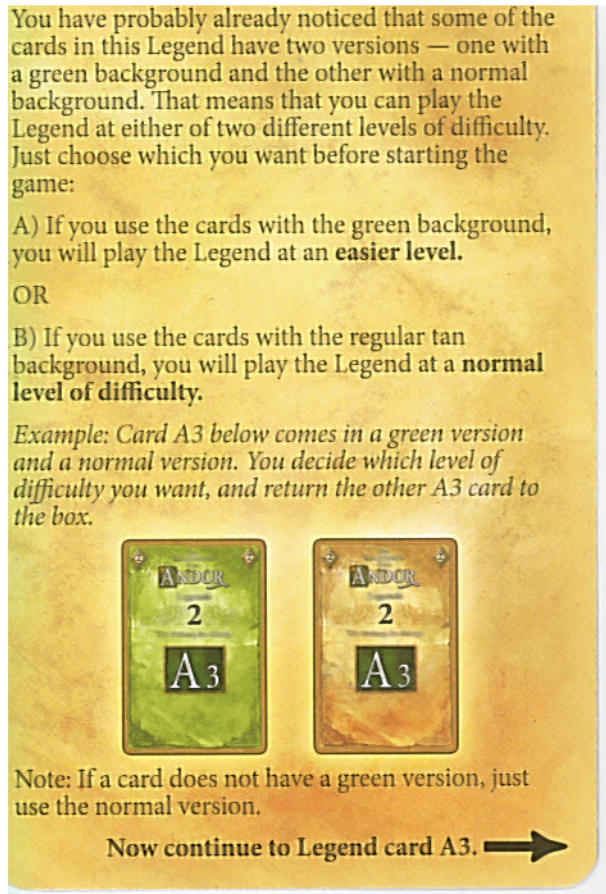 You have probably already noticed that some of the
cards in this Legend have two versions — one with
a green background and the other with a normal
background. That means that you can play the
Legend at either of two different levels of difficulty.
Just choose which you want before starting the
game:
A) If you use the cards with the green background,
you will play the Legend at an easier level.
OR
B) If you use the cards with the regular tan
background, you will play the Legend at a normal
level of difficulty.
Example: Card A3 below comes in a green version
and a normal version. You decide which level of
difficulty you want, and return the other A3 card to
the box.
ANDOR
2
A3
ANDOR
2
A3
Note: If a card does not have a green version, just
use the normal version.
Now continue to Legend card A3.